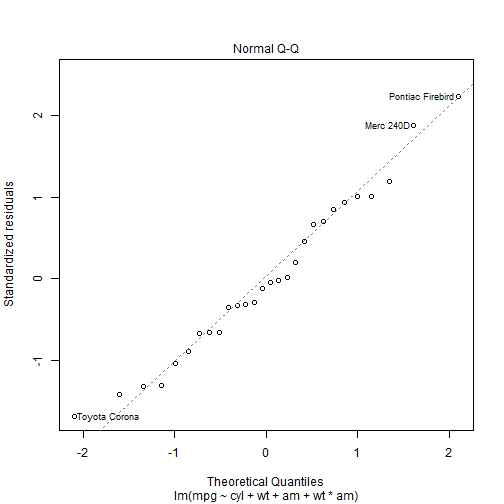 Normal Q-Q
Pontiac Firebird
Merc 240D
Toyota Corona
2
1
0
-1
Standardized residuals
-2
-1
0
1
2
Theoretical Quantiles
lm(mpg ~ cyl + wt + am + wt * am)